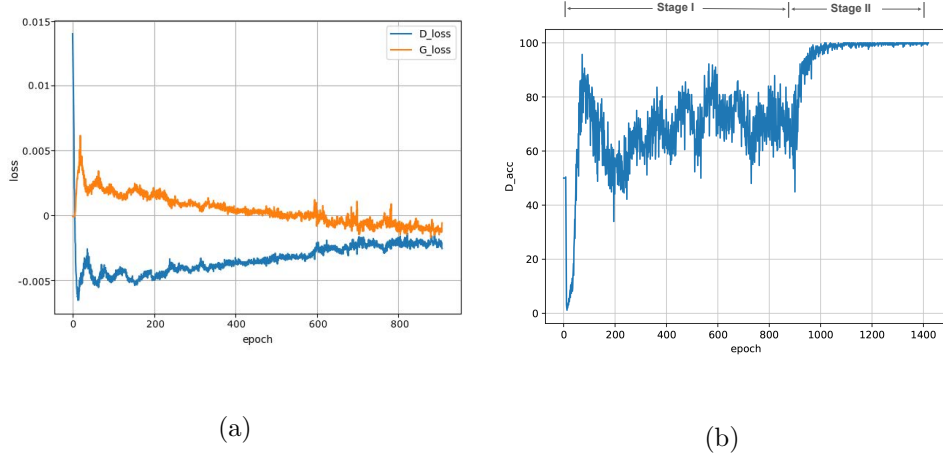 0.015
0.01
0.005
0
-0.005
loss
D_loss
G_loss
0 200 400 600 800
epoch
(a)
Stage I Stage II
100
80
60
40
20
0
D_acc
0 200 400 600 800 1000 1200 1400
epoch
(b)